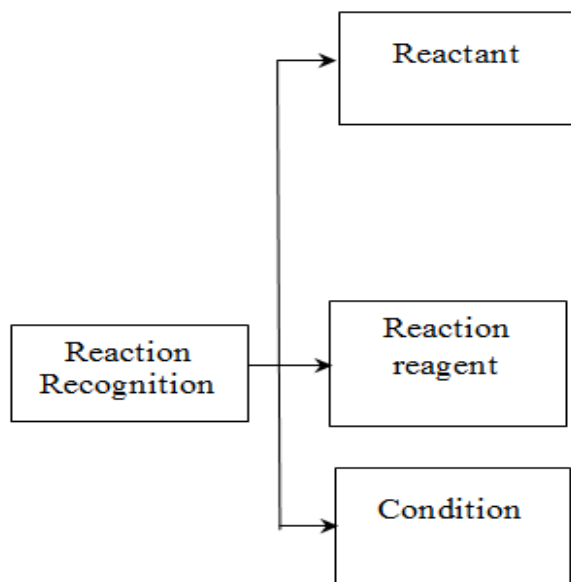 Reactant
Reaction
Recognition
Reaction
reagent
Condition